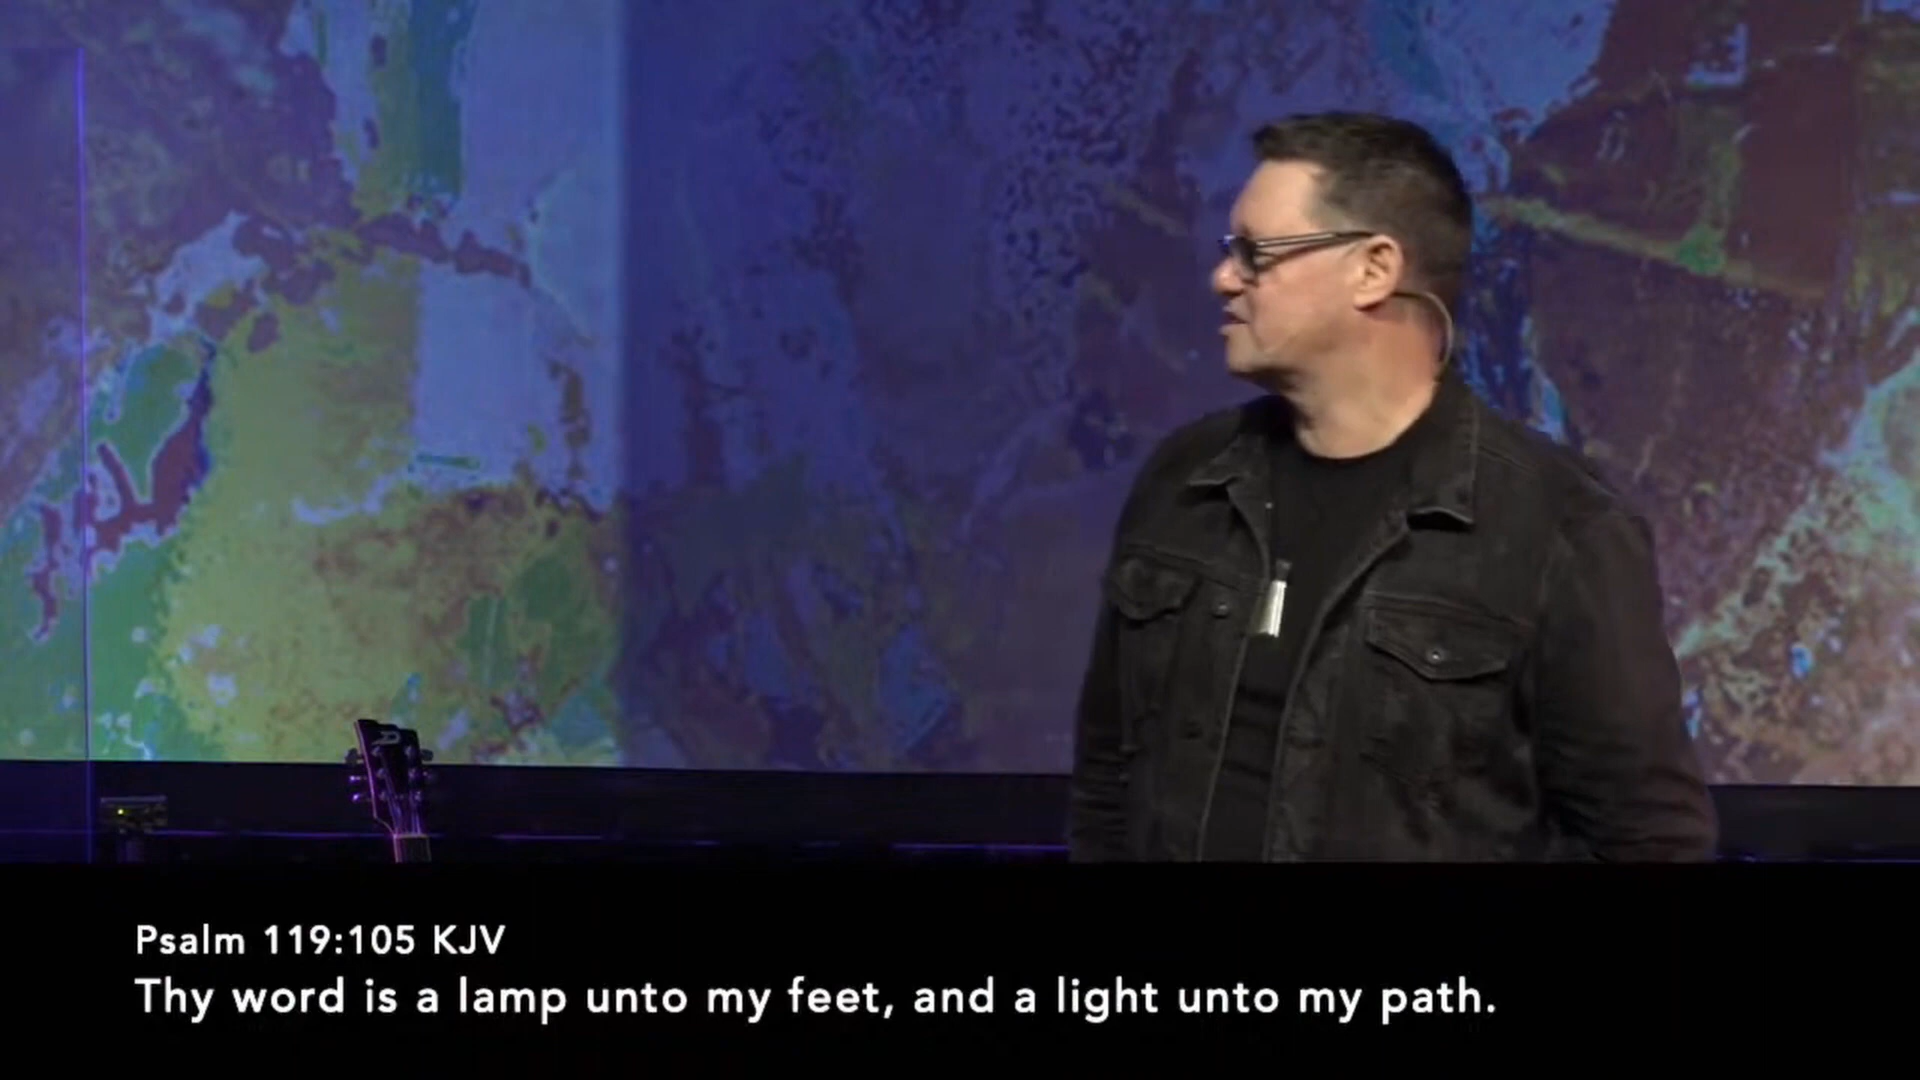 Psalm 119:105 KJV
Thy word is a lamp unto my feet, and a light unto my path.